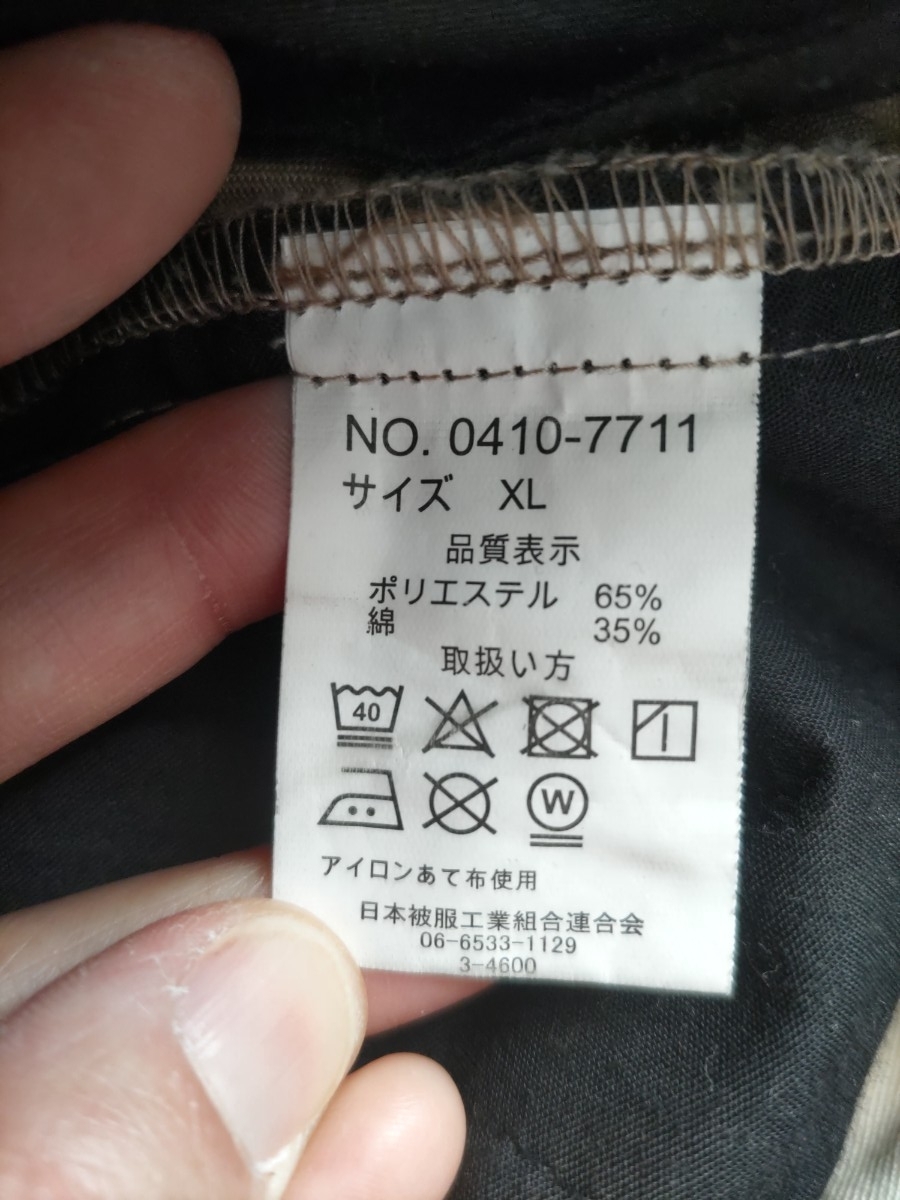 NO. 0410-7711
サイズ XL
品質表示
ポリエステル 65%
綿 35%
取扱い方
40
W
アイロンあて布使用
日本被服工業組合連合会
06-6533-1129
3-4600